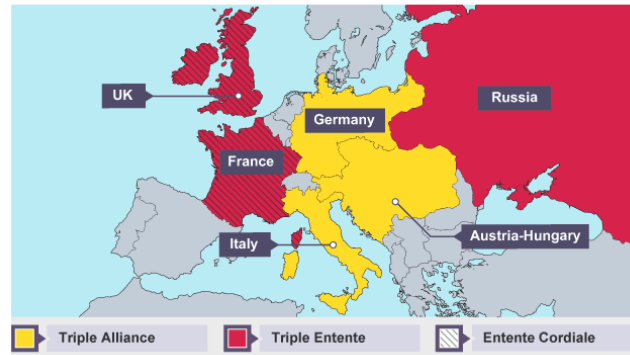 UK
Russia
Germany
France
Italy
Austria-Hungary
Triple Alliance
Triple Entente
Entente Cordiale